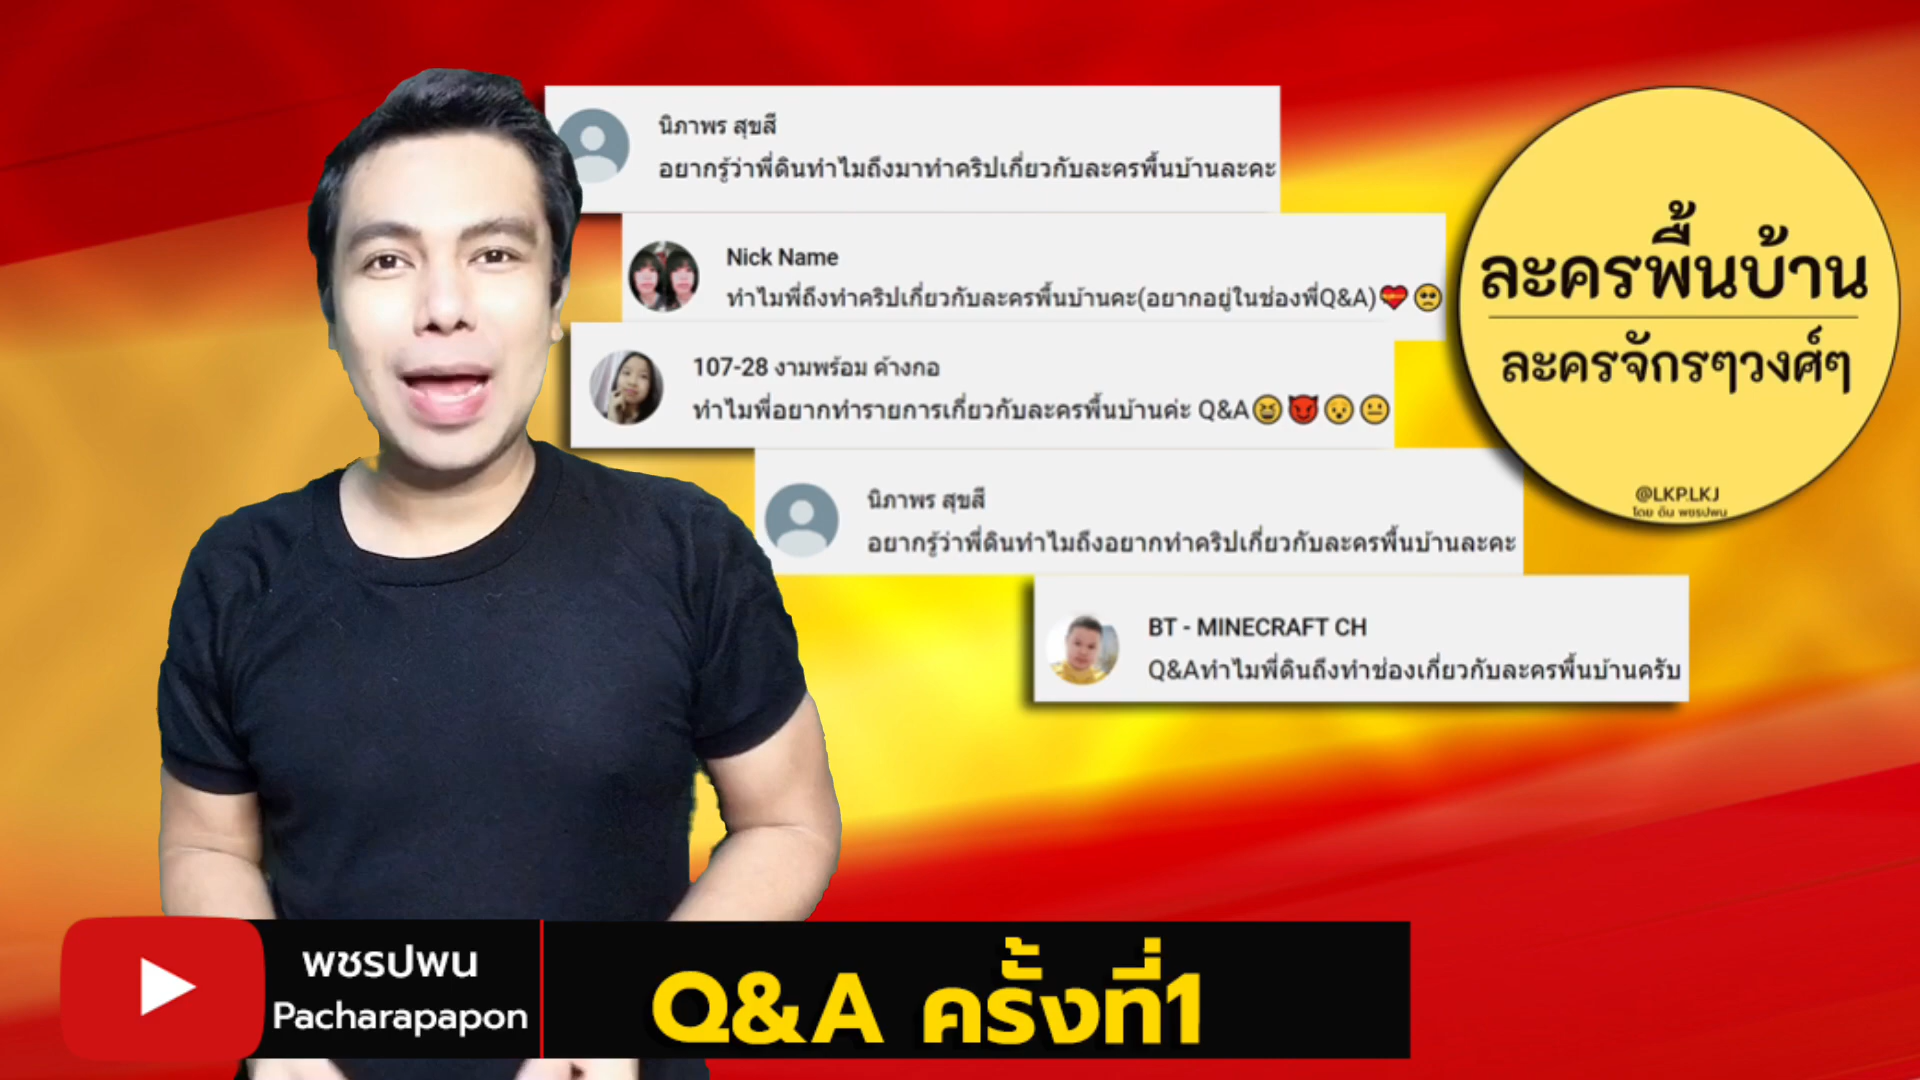 นิภาพร สุขสี
อยากรู้ว่าพี่ดินทำไมถึงมาทำคริปเกี่ยวกับละครพื้นบ้านละคะ
Nick Name
ทำไมพี่ถึงทำคริปเกี่ยวกับละครพื้นบ้านคะ(อยากอยู่ในช่องพี่Q&A)❤️🥺
107-28 งามพร้อม ค้างกอ
ทำไมพี่อยากทำรายการเกี่ยวกับละครพื้นบ้านค่ะ Q&A😆😈😯😐
นิภาพร สุขสี
อยากรู้ว่าพี่ดินทำไมถึงอยากทำคริปเกี่ยวกับละครพื้นบ้านละคะ
BT - MINECRAFT CH
Q&Aทำไมพี่ดินถึงทำช่องเกี่ยวกับละครพื้นบ้านครับ
ละครพื้นบ้าน
ละครจักรๆวงศ์ๆ
@LKP.LKJ
โดย ดิน พชรปพน
พชรปพน
Pacharapapon
Q&A ครั้งที่1